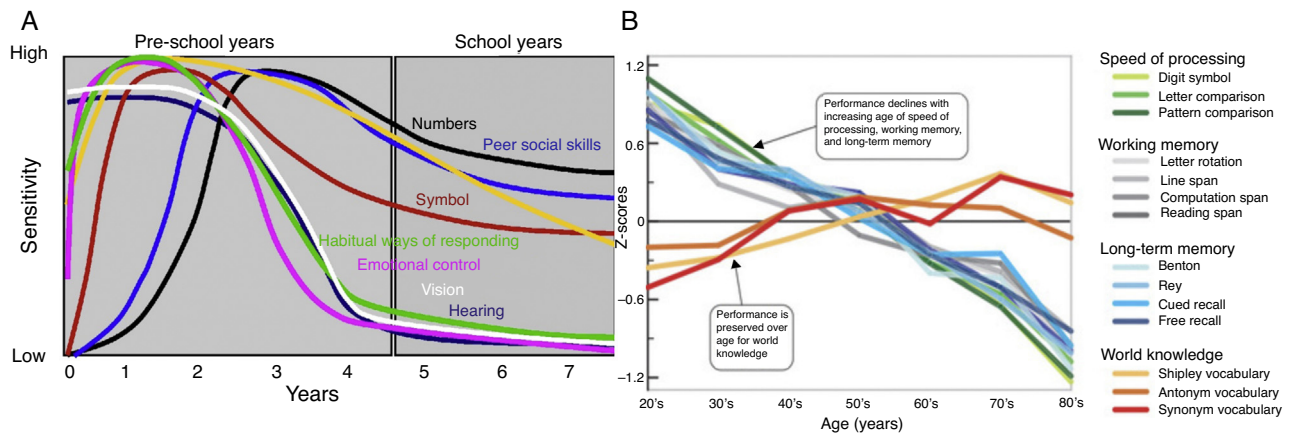 A
Pre-school years
School years
High
Sensitivity
Low
Numbers
Peer social skills
Symbol
Habitual ways of responding
Emotional control
Vision
Hearing
0 1 2 3 4 5 6 7
Years
B
1.2
0.6
0
–0.6
–1.2
Z-scores
Performance declines with
increasing age of speed of
processing, working memory,
and long-term memory
Performance is
preserved over
age for world
knowledge
20's 30's 40's 50's 60's 70's 80's
Age (years)
Speed of processing
Digit symbol
Letter comparison
Pattern comparison
Working memory
Letter rotation
Line span
Computation span
Reading span
Long-term memory
Benton
Rey
Cued recall
Free recall
World knowledge
Shipley vocabulary
Antonym vocabulary
Synonym vocabulary